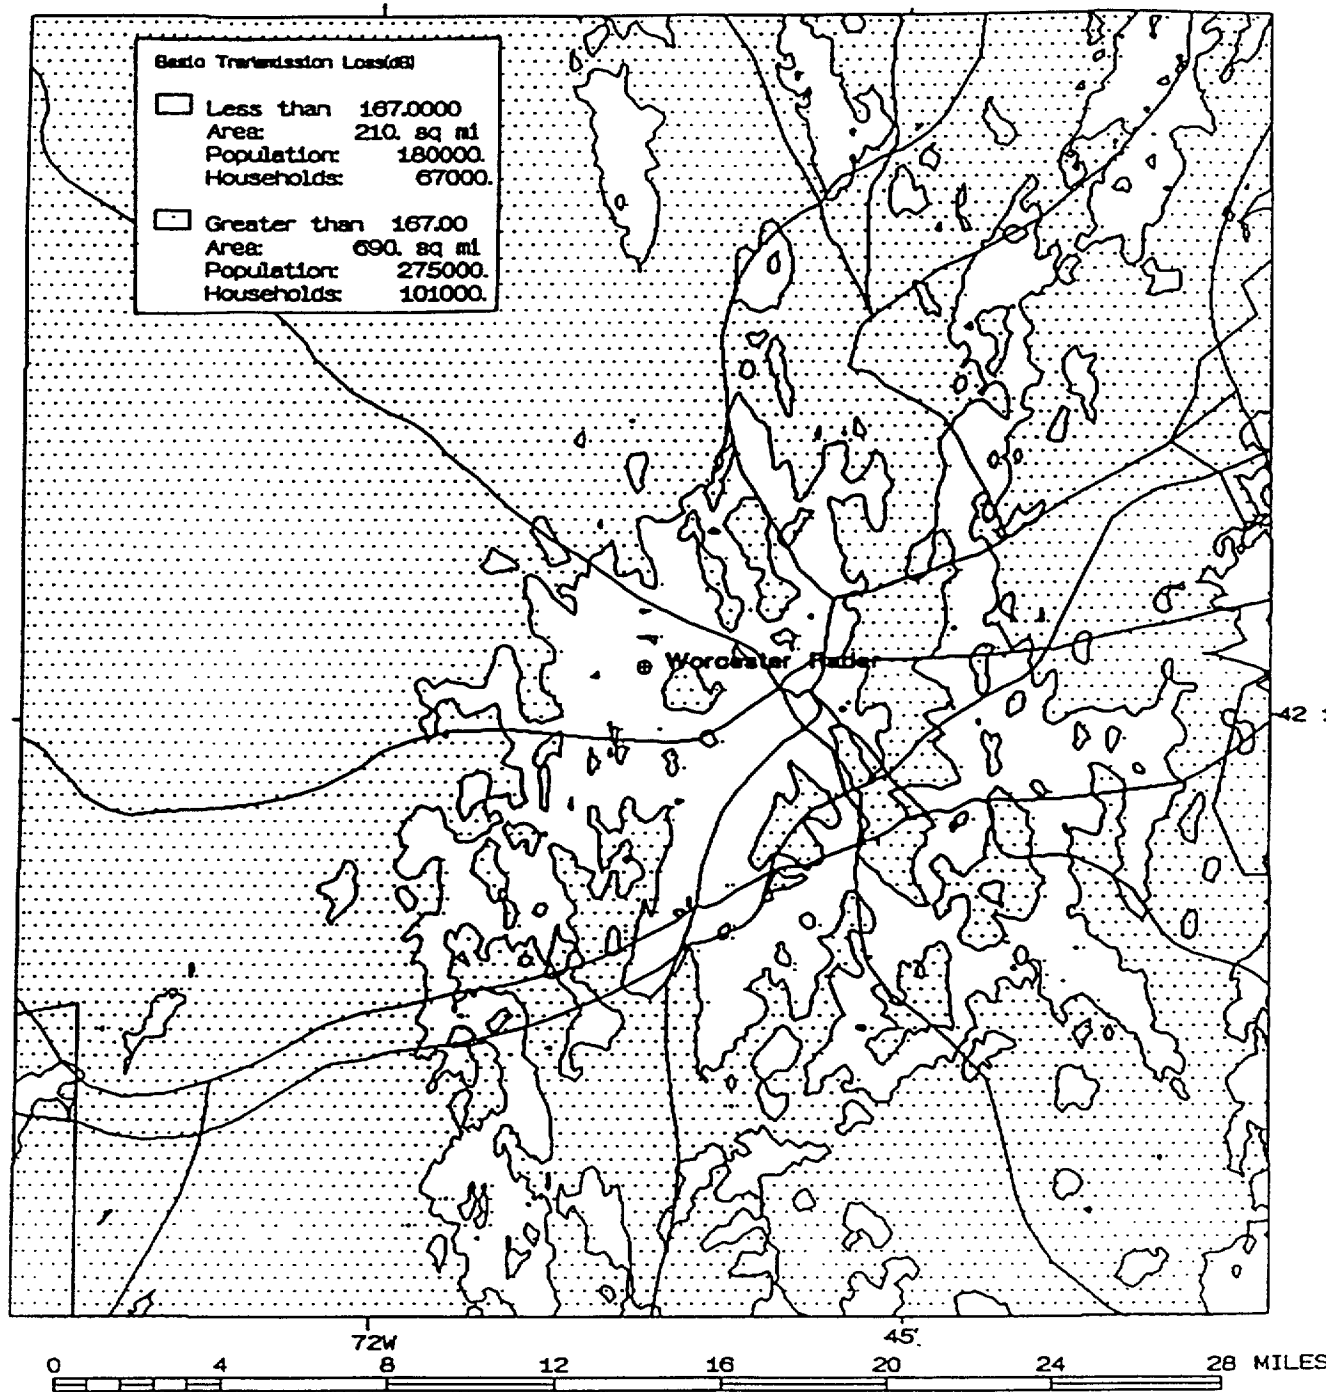 Basic Transmission Loss(dB)
Less than 167.0000
Area: 210. sq mi
Population: 180000.
Households: 67000.
Greater than 167.00
Area: 690. sq mi
Population: 275000.
Households: 101000.
Worcester Radar
42
72W
45'
0 4 8 12 16 20 24 28 MILES